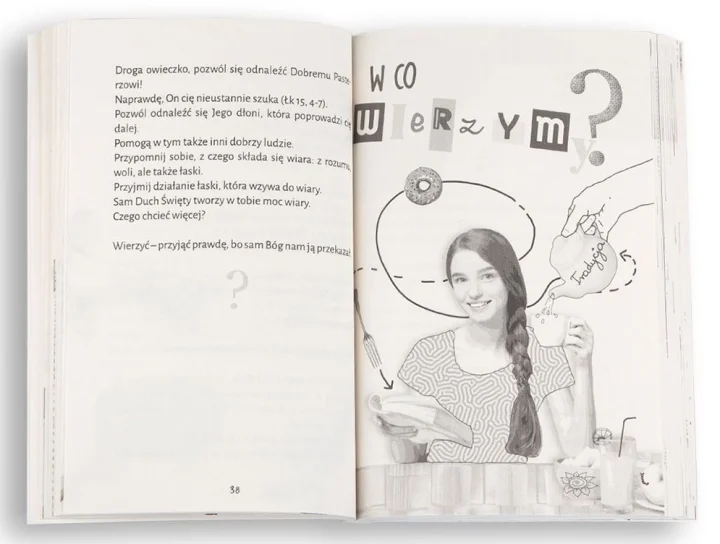 Droga owieczko, pozwól się odnaleźć Dobremu Paste-
rzowi!
Naprawdę, On cię nieustannie szuka (Łk 15, 4-7).
Pozwól odnaleźć się Jego dłoni, która poprowadzi cię
dalej.
Pomogą w tym także inni dobrzy ludzie.
Przypomnij sobie, z czego składa się wiara: z rozumu,
woli, ale także łaski.
Przyjmij działanie łaski, która wzywa do wiary.
Sam Duch Święty tworzy w tobie moc wiary.
Czego chcieć więcej?
Wierzyć – przyjąć prawdę, bo sam Bóg nam ją przekazał
?
38
W CO
wierzymy?
Tradycja